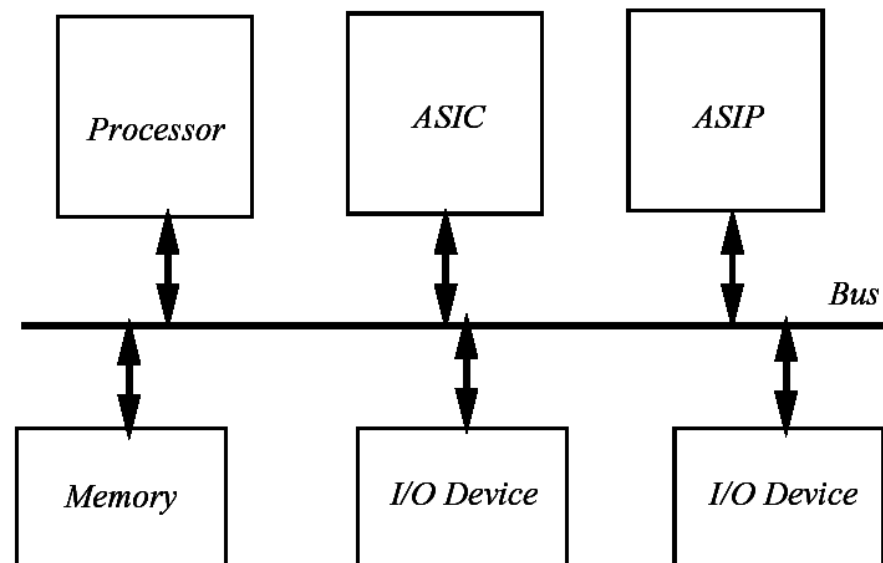 Processor
ASIC
ASIP
Bus
Memory
I/O Device
I/O Device